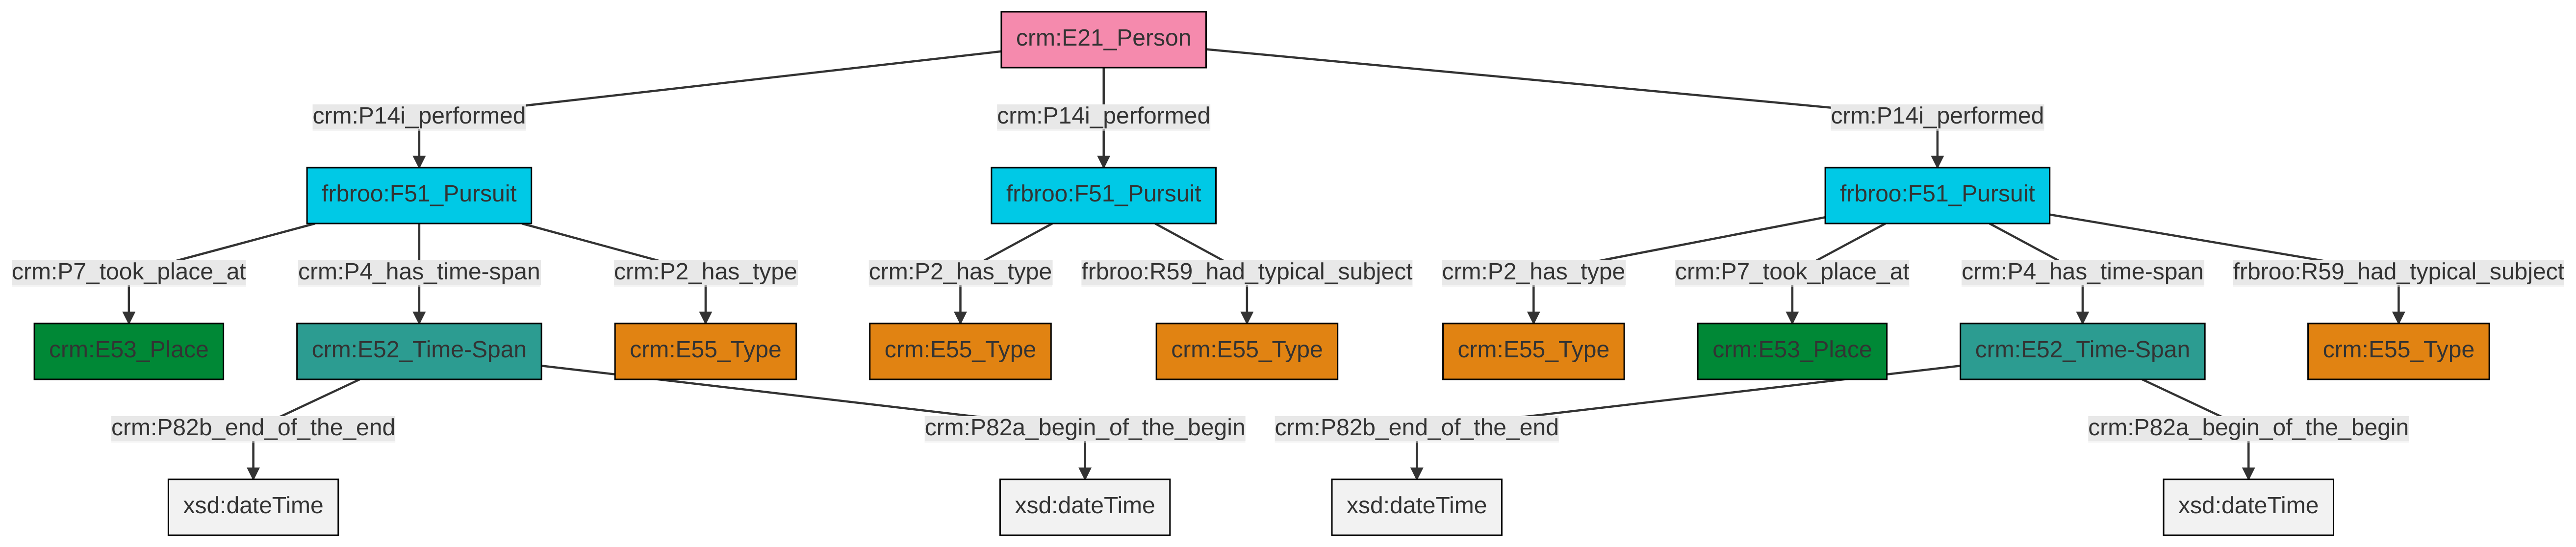 crm:E21_Person
crm:P14i_performed
crm:P14i_performed
crm:P14i_performed
frbroo:F51_Pursuit
frbroo:F51_Pursuit
frbroo:F51_Pursuit
crm:P7_took_place_at
crm:P4_has_time-span
crm:P2_has_type
crm:P2_has_type
frbroo:R59_had_typical_subject
crm:P2_has_type
crm:P7_took_place_at
crm:P4_has_time-span
frbroo:R59_had_typical_subject
crm:E53_Place
crm:E52_Time-Span
crm:E55_Type
crm:E55_Type
crm:E55_Type
crm:E55_Type
crm:E53_Place
crm:E52_Time-Span
crm:E55_Type
crm:P82b_end_of_the_end
crm:P82a_begin_of_the_begin
crm:P82b_end_of_the_end
crm:P82a_begin_of_the_begin
xsd:dateTime
xsd:dateTime
xsd:dateTime
xsd:dateTime